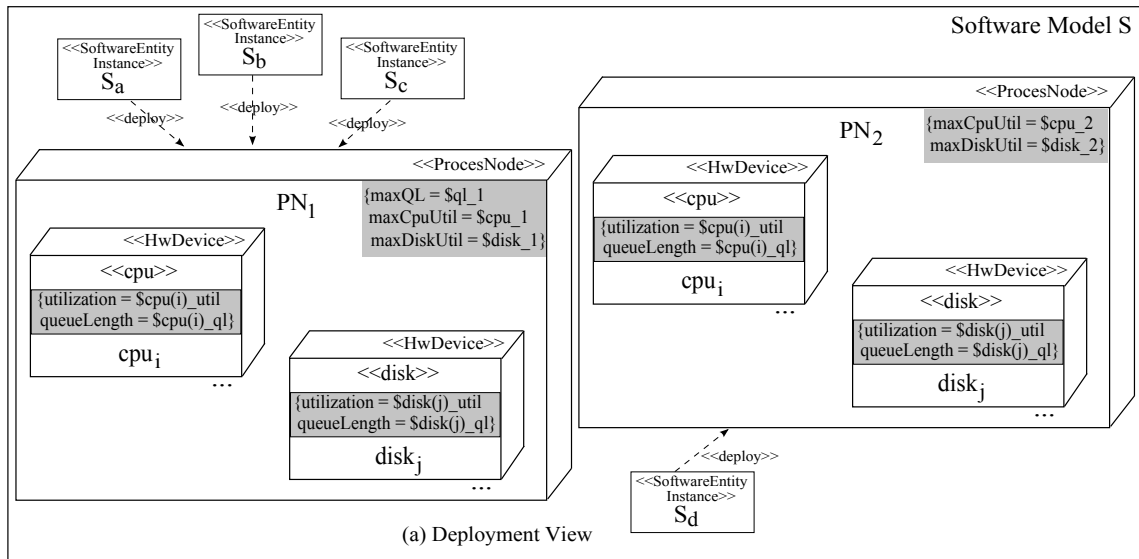 Software Model S
<<SoftwareEntity
Instance>>
S_a
<<SoftwareEntity
Instance>>
S_b
<<SoftwareEntity
Instance>>
S_c
<<deploy>>
<<deploy>>
<<deploy>>
<<ProcesNode>>
PN_1
{maxQL = $ql_1
maxCpuUtil = $cpu_1
maxDiskUtil = $disk_1}
<<HwDevice>>
<<cpu>>
{utilization = $cpu(i)_util
queueLength = $cpu(i)_ql}
cpu_i
...
<<HwDevice>>
<<disk>>
{utilization = $disk(j)_util
queueLength = $disk(j)_ql}
disk_j
...
<<ProcesNode>>
PN_2
{maxCpuUtil = $cpu_2
maxDiskUtil = $disk_2}
<<HwDevice>>
<<cpu>>
{utilization = $cpu(i)_util
queueLength = $cpu(i)_ql}
cpu_i
...
<<HwDevice>>
<<disk>>
{utilization = $disk(j)_util
queueLength = $disk(j)_ql}
disk_j
...
<<deploy>>
<<SoftwareEntity
Instance>>
S_d
(a) Deployment View